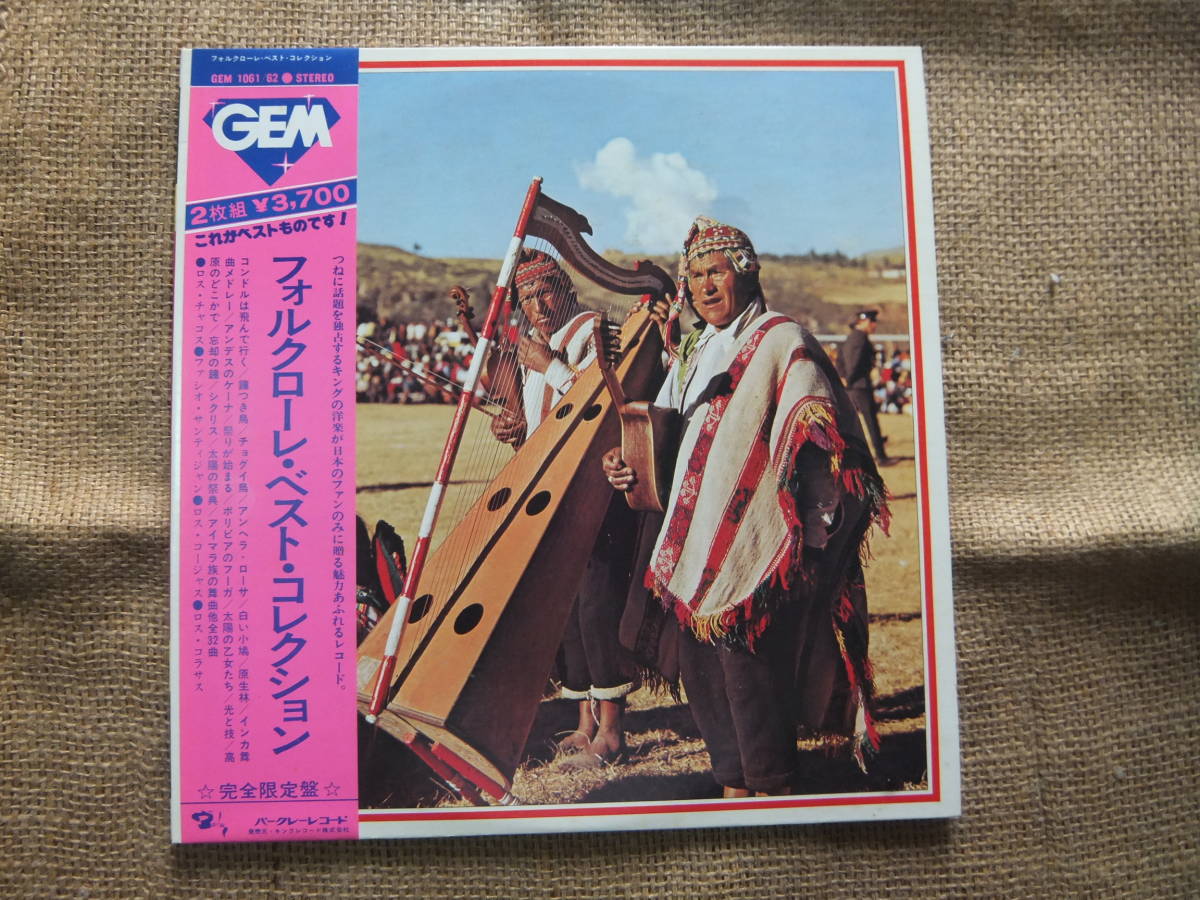 フォルクローレ・ベスト・コレクション
GEM 1061/62 ● STEREO
GEM
2枚組 ¥3,700
これがベストものです!
つねに話題を独占するキングの洋楽が日本のファンのみに贈る魅力あふれるレコード。
フォルクローレ・ベスト・コレクション
コンドルは飛んで行く/鐘つき鳥/チョグイ鳥/アンヘラ・ローサ/白い小鳩/原生林/インカ舞
曲メドレー/アンデスのケーナ/祭りが始まる/ボリビアのフーガ/太陽の乙女たち/光と技/高
原のどこかで/忘却の鐘/シクリス/太陽の祭典/アイマラ族の舞曲他全32曲
●ロス・チャコス●ファシオ・サンティジャン●ロス・コージャス●ロス・コラサス
☆完全限定盤☆
バークレーレコード
発売元・キングレコード株式会社